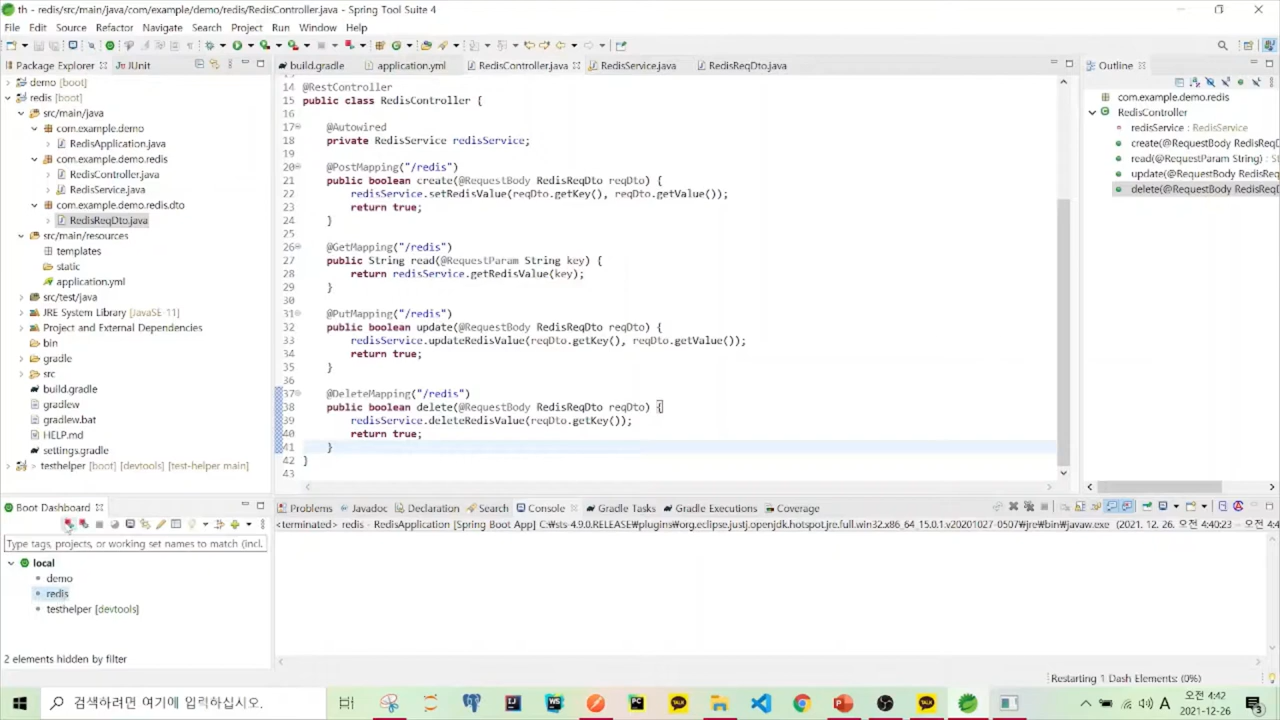 th - redis/src/main/java/com/example/demo/redis/RedisController.java - Spring Tool Suite 4
File Edit Source Refactor Navigate Search Project Run Window Help
Package Explorer JUnit
demo [boot]
redis [boot]
src/main/java
com.example.demo
RedisApplication.java
com.example.demo.redis
RedisController.java
RedisService.java
com.example.demo.redis.dto
RedisReqDto.java
src/main/resources
templates
static
application.yml
src/test/java
JRE System Library [JavaSE-11]
Project and External Dependencies
bin
gradle
src
build.gradle
gradlew
gradlew.bat
HELP.md
settings.gradle
testhelper [boot] [devtools] [test-helper main]
build.gradle application.yml RedisController.java RedisService.java RedisReqDto.java
14 @RestController
15 public class RedisController {
16
17 @Autowired
18 private RedisService redisService;
19
20 @PostMapping("/redis")
21 public boolean create(@RequestBody RedisReqDto reqDto) {
22 redisService.setRedisValue(reqDto.getKey(), reqDto.getValue());
23 return true;
24 }
25
26 @GetMapping("/redis")
27 public String read(@RequestParam String key) {
28 return redisService.getRedisValue(key);
29 }
30
31 @PutMapping("/redis")
32 public boolean update(@RequestBody RedisReqDto reqDto) {
33 redisService.updateRedisValue(reqDto.getKey(), reqDto.getValue());
34 return true;
35 }
36
37 @DeleteMapping("/redis")
38 public boolean delete(@RequestBody RedisReqDto reqDto) {
39 redisService.deleteRedisValue(reqDto.getKey());
40 return true;
41 }
42 }
43
Outline
com.example.demo.redis
RedisController
redisService : RedisService
create(@RequestBody RedisReqD
read(@RequestParam String) : St
update(@RequestBody RedisReqD
delete(@RequestBody RedisReqD
Boot Dashboard
Type tags, projects, or working set names to match (incl.
local
demo
redis
testhelper [devtools]
2 elements hidden by filter
Problems Javadoc Declaration Search Console Gradle Tasks Gradle Executions Coverage
<terminated> redis - RedisApplication [Spring Boot App] C:\sts-4.9.0.RELEASE\plugins\org.eclipse.justj.openjdk.hotspot.jre.full.win32.x86_64_15.0.1.v20201027-0507\jre\bin\javaw.exe (2021. 12. 26. 오전 4:40:23
Restarting 1 Dash Elements: (0%)
검색하려면 여기에 입력하십시오.
A
오전 4:42
2021-12-26
3